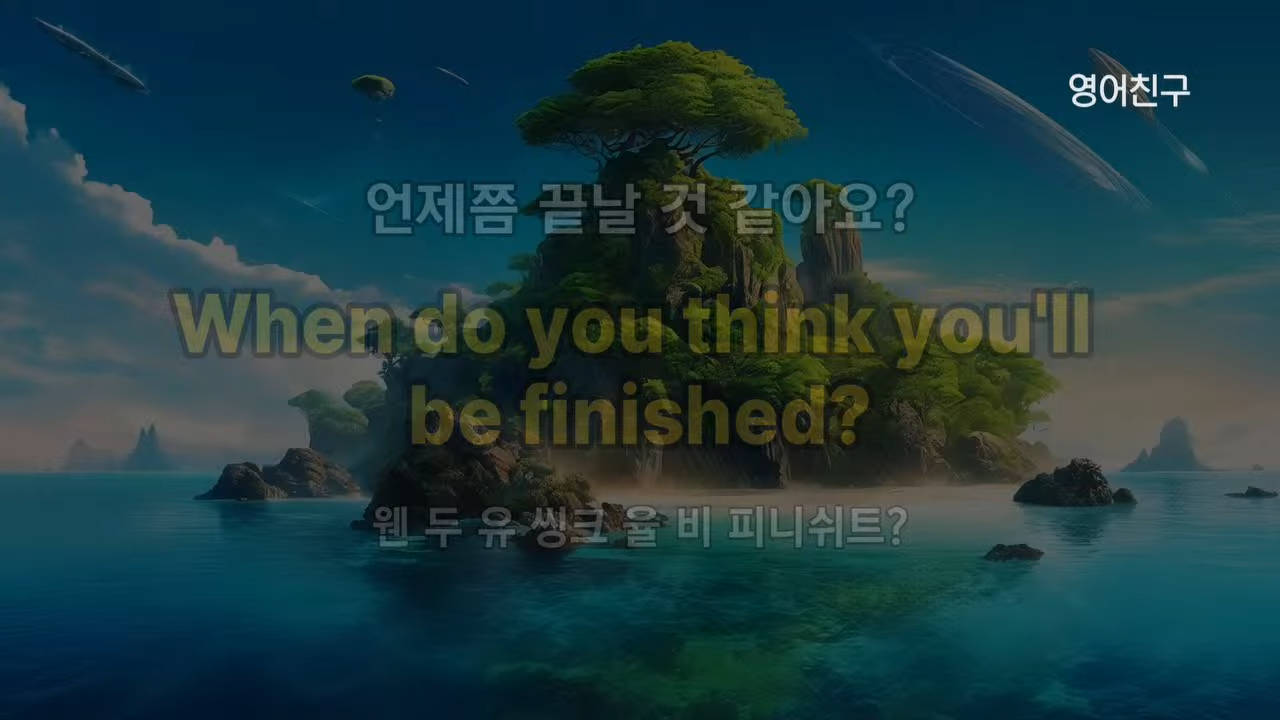 영어친구
언제쯤 끝날 것 같아요?
When do you think you'll
be finished?
웬 두 유 씽크 율 비 피니쉬트?